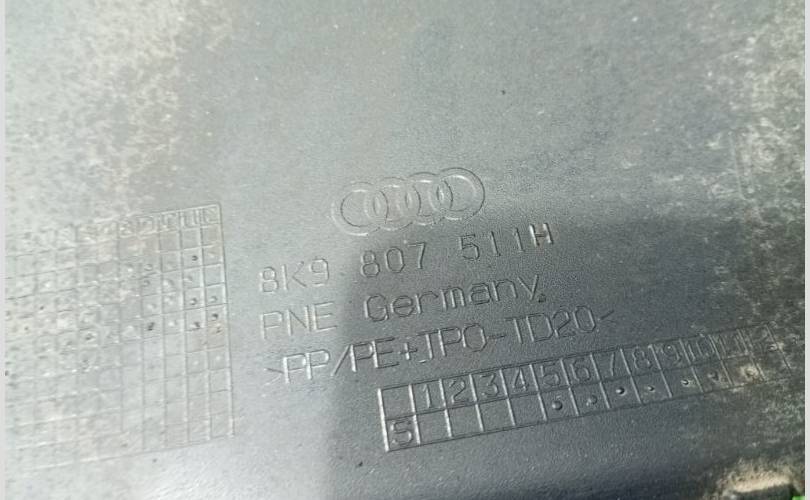 8K9 807 511H
PNE Germany
>PP/PE+TPO-TD20<
1 2 3 4 5 6 7 8 9 10 11 12
S